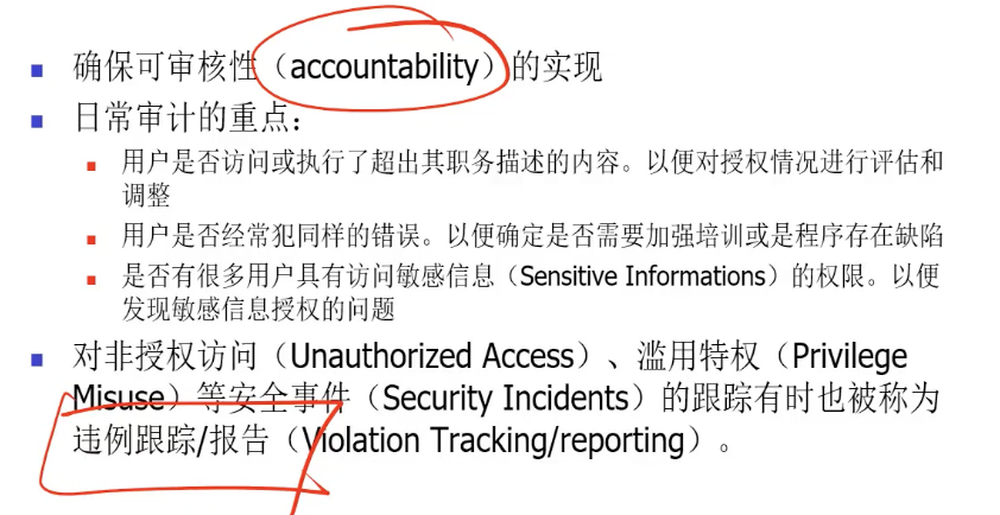 确保可审核性（accountability）的实现
日常审计的重点：
用户是否访问或执行了超出其职务描述的内容。以便对授权情况进行评估和
调整
用户是否经常犯同样的错误。以便确定是否需要加强培训或是程序存在缺陷
是否有很多用户具有访问敏感信息（Sensitive Informations）的权限。以便
发现敏感信息授权的问题
对非授权访问（Unauthorized Access）、滥用特权（Privilege
Misuse）等安全事件（Security Incidents）的跟踪有时也被称为
违例跟踪/报告（Violation Tracking/reporting）。